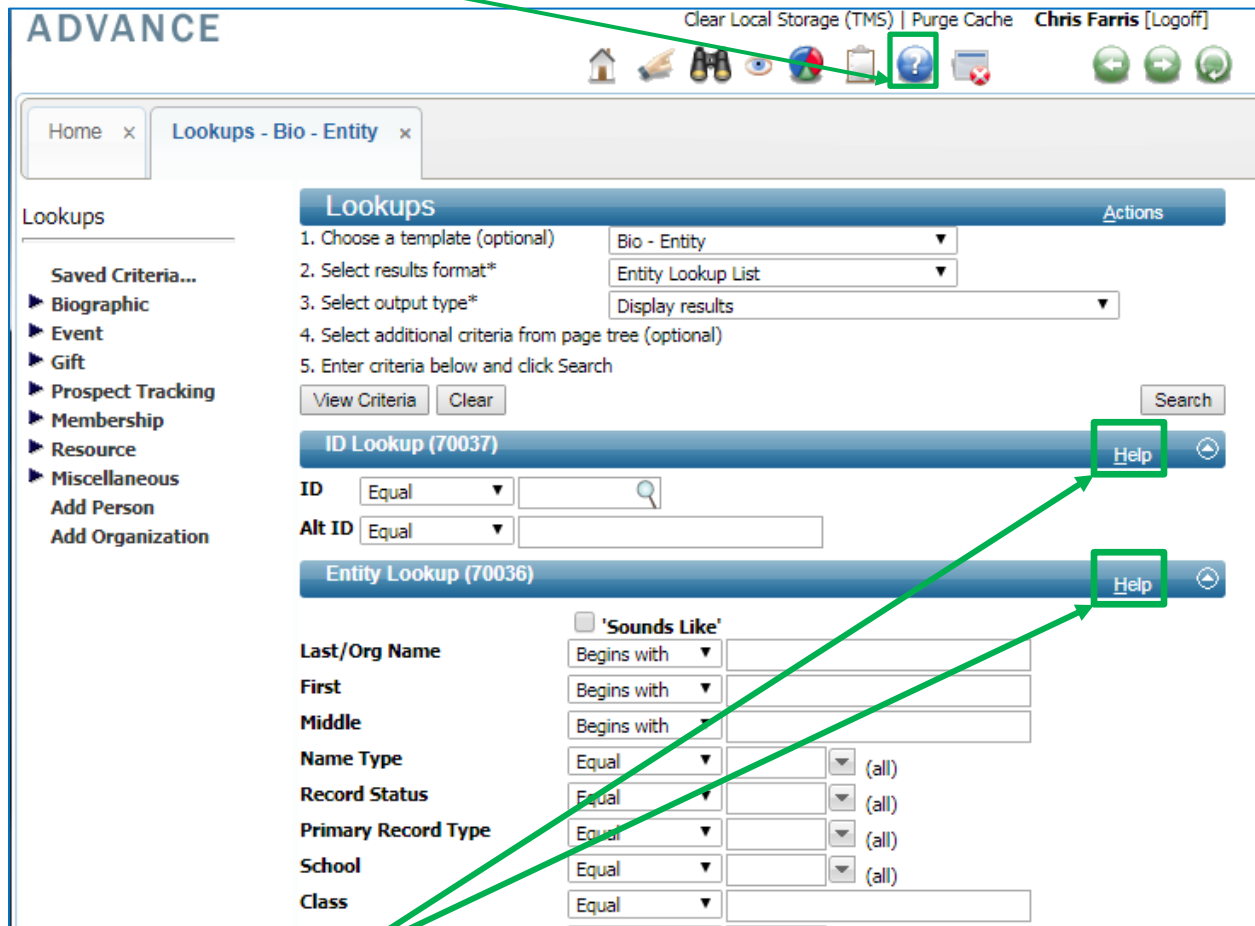 ADVANCE
Clear Local Storage (TMS) | Purge Cache Chris Farris [Logoff]
?
Home x Lookups - Bio - Entity x
Lookups
Saved Criteria...
Biographic
Event
Gift
Prospect Tracking
Membership
Resource
Miscellaneous
Add Person
Add Organization
Lookups Actions
1. Choose a template (optional) Bio - Entity
2. Select results format* Entity Lookup List
3. Select output type* Display results
4. Select additional criteria from page tree (optional)
5. Enter criteria below and click Search
View Criteria Clear Search
ID Lookup (70037) Help
ID Equal
Alt ID Equal
Entity Lookup (70036) Help
'Sounds Like'
Last/Org Name Begins with
First Begins with
Middle Begins with
Name Type Equal (all)
Record Status Equal (all)
Primary Record Type Equal (all)
School Equal (all)
Class Equal